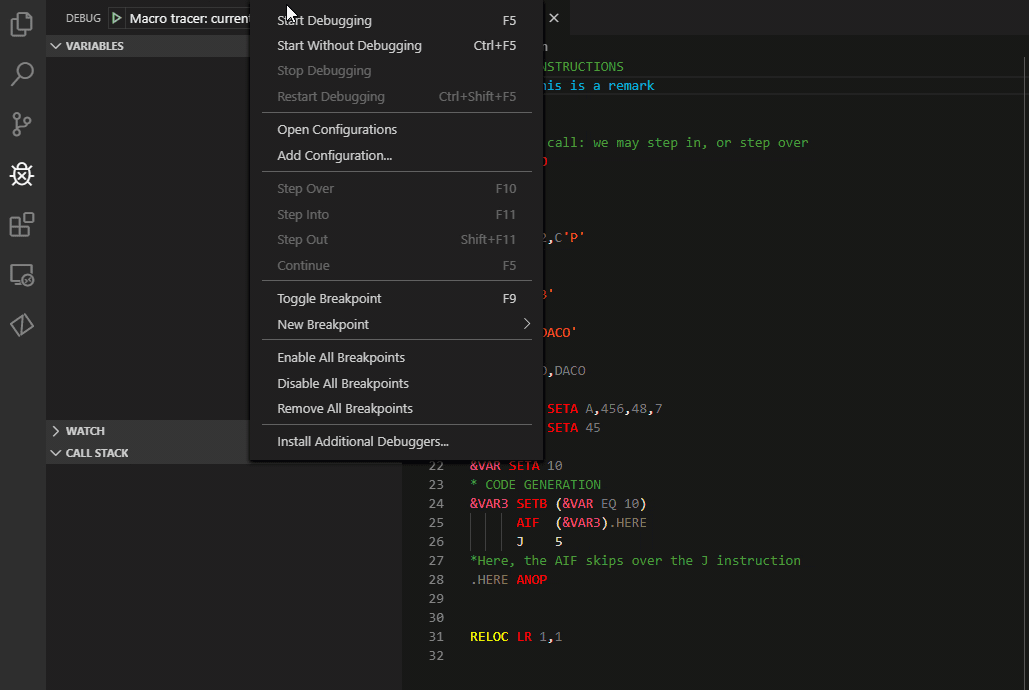 DEBUG Macro tracer: current
VARIABLES
WATCH
CALL STACK
Start Debugging F5
Start Without Debugging Ctrl+F5
Stop Debugging
Restart Debugging Ctrl+Shift+F5
Open Configurations
Add Configuration...
Step Over F10
Step Into F11
Step Out Shift+F11
Continue F5
Toggle Breakpoint F9
New Breakpoint
Enable All Breakpoints
Disable All Breakpoints
Remove All Breakpoints
Install Additional Debuggers...
NSTRUCTIONS
his is a remark
call: we may step in, or step over
,C'P'
'
DACO'
,DACO
SETA A,456,48,7
SETA 45
22 &VAR SETA 10
23 * CODE GENERATION
24 &VAR3 SETB (&VAR EQ 10)
25 AIF (&VAR3).HERE
26 J 5
27 *Here, the AIF skips over the J instruction
28 .HERE ANOP
29
30
31 RELOC LR 1,1
32